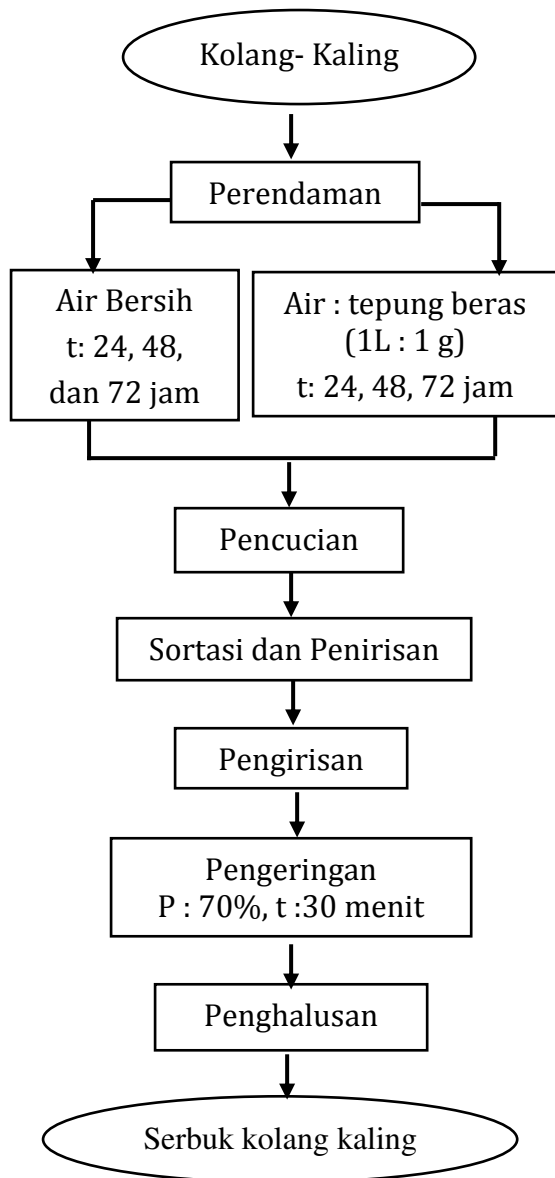 Kolang- Kaling
Perendaman
Air Bersih
t: 24, 48,
dan 72 jam
Air : tepung beras
(1L : 1 g)
t: 24, 48, 72 jam
Pencucian
Sortasi dan Penirisan
Pengirisan
Pengeringan
P : 70%, t :30 menit
Penghalusan
Serbuk kolang kaling